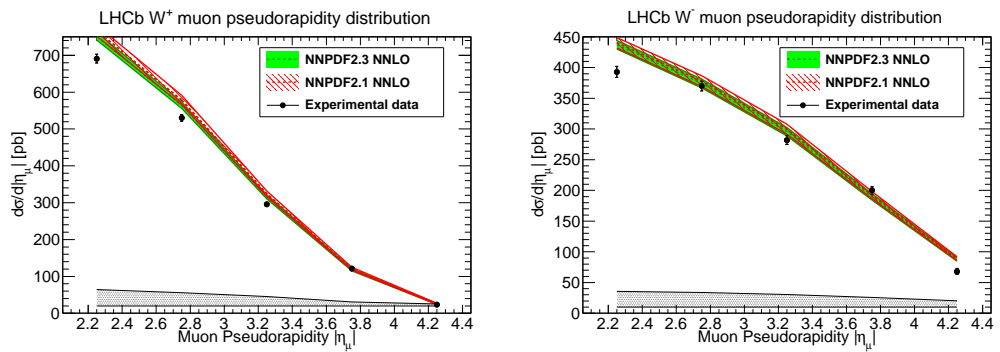 LHCb W⁺ muon pseudorapidity distribution
dσ/d|η_μ| [pb]
700
600
500
400
300
200
100
0
NNPDF2.3 NNLO
NNPDF2.1 NNLO
Experimental data
2.2 2.4 2.6 2.8 3 3.2 3.4 3.6 3.8 4 4.2 4.4
Muon Pseudorapidity |η_μ|
LHCb W⁻ muon pseudorapidity distribution
dσ/d|η_μ| [pb]
450
400
350
300
250
200
150
100
50
0
NNPDF2.3 NNLO
NNPDF2.1 NNLO
Experimental data
2.2 2.4 2.6 2.8 3 3.2 3.4 3.6 3.8 4 4.2 4.4
Muon Pseudorapidity |η_μ|